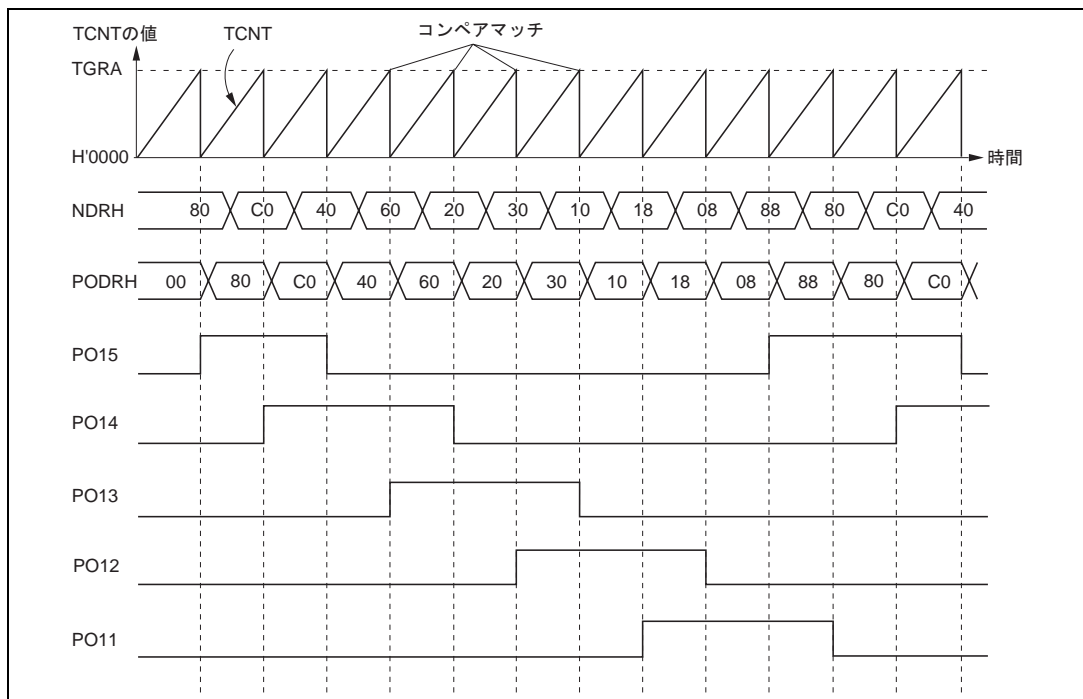 TCNTの値 TCNT コンペアマッチ
TGRA
H'0000 時間
NDRH 80 C0 40 60 20 30 10 18 08 88 80 C0 40
PODRH 00 80 C0 40 60 20 30 10 18 08 88 80 C0
PO15
PO14
PO13
PO12
PO11